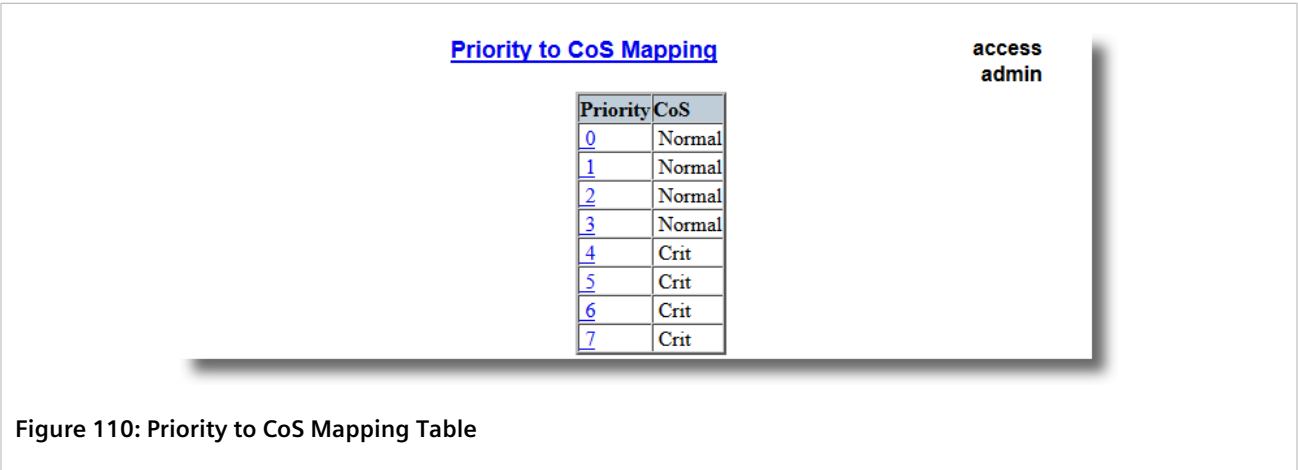 Priority to CoS Mapping
access
admin
Priority CoS
0 Normal
1 Normal
2 Normal
3 Normal
4 Crit
5 Crit
6 Crit
7 Crit
Figure 110: Priority to CoS Mapping Table